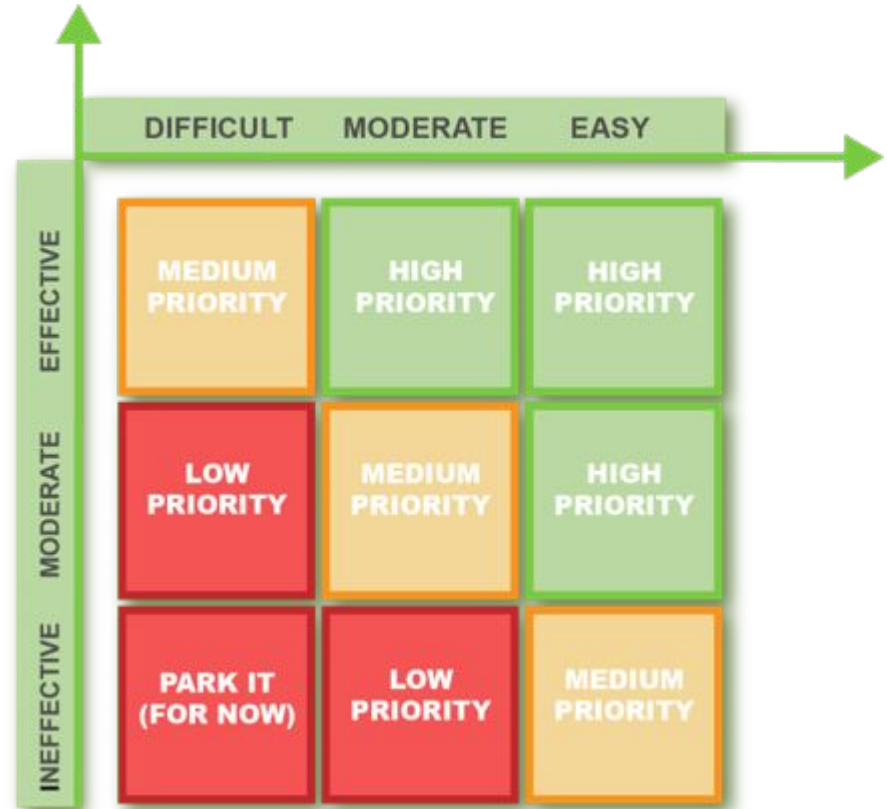 DIFFICULT MODERATE EASY
EFFECTIVE
MEDIUM
PRIORITY
HIGH
PRIORITY
HIGH
PRIORITY
MODERATE
LOW
PRIORITY
MEDIUM
PRIORITY
HIGH
PRIORITY
INEFFECTIVE
PARK IT
(FOR NOW)
LOW
PRIORITY
MEDIUM
PRIORITY